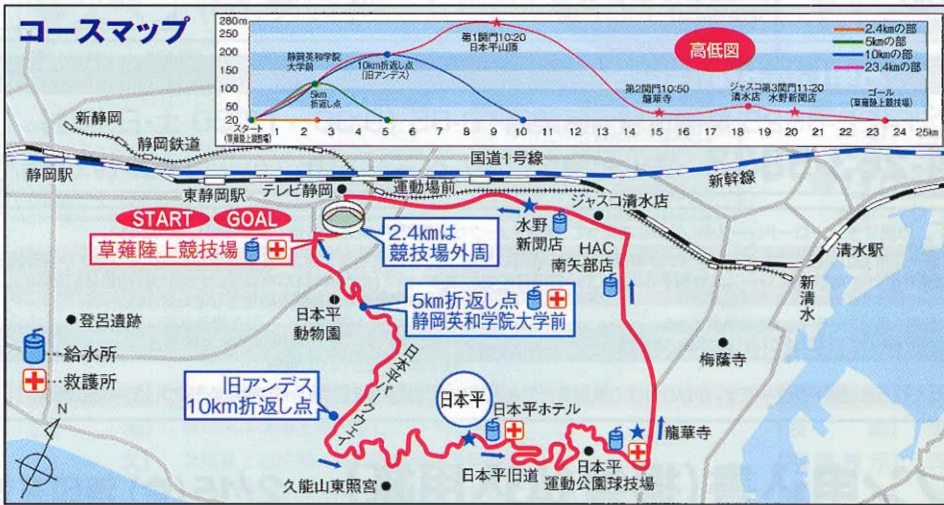 コースマップ
280m
200
150
100
50
20
高低図
2.4kmの部
5kmの部
10kmの部
23.4kmの部
静岡英和学院
大学前
5km
折返し点
10km折返し点
(旧アンデス)
第1関門10:20
日本平山頂
第2関門10:50
龍華寺
ジャスコ
清水店
第3関門11:20
水野新聞店
ゴール
(草薙陸上競技場)
スタート 1 2 3 4 5 6 7 8 9 10 11 12 13 14 15 16 17 18 19 20 21 22 23 24 25km
(草薙陸上競技場)
新静岡
静岡鉄道
静岡駅
東静岡駅
テレビ静岡
運動場前
国道1号線
新幹線
ジャスコ清水店
START
GOAL
草薙陸上競技場
2.4kmは
競技場外周
水野
新聞店
HAC
南矢部店
清水駅
新清水
5km折返し点
静岡英和学院大学前
日本平
動物園
登呂遺跡
給水所
救護所
梅蔭寺
日本平パークウェイ
旧アンデス
10km折返し点
日本平
日本平ホテル
龍華寺
日本平旧道
日本平
運動公園球技場
久能山東照宮
N